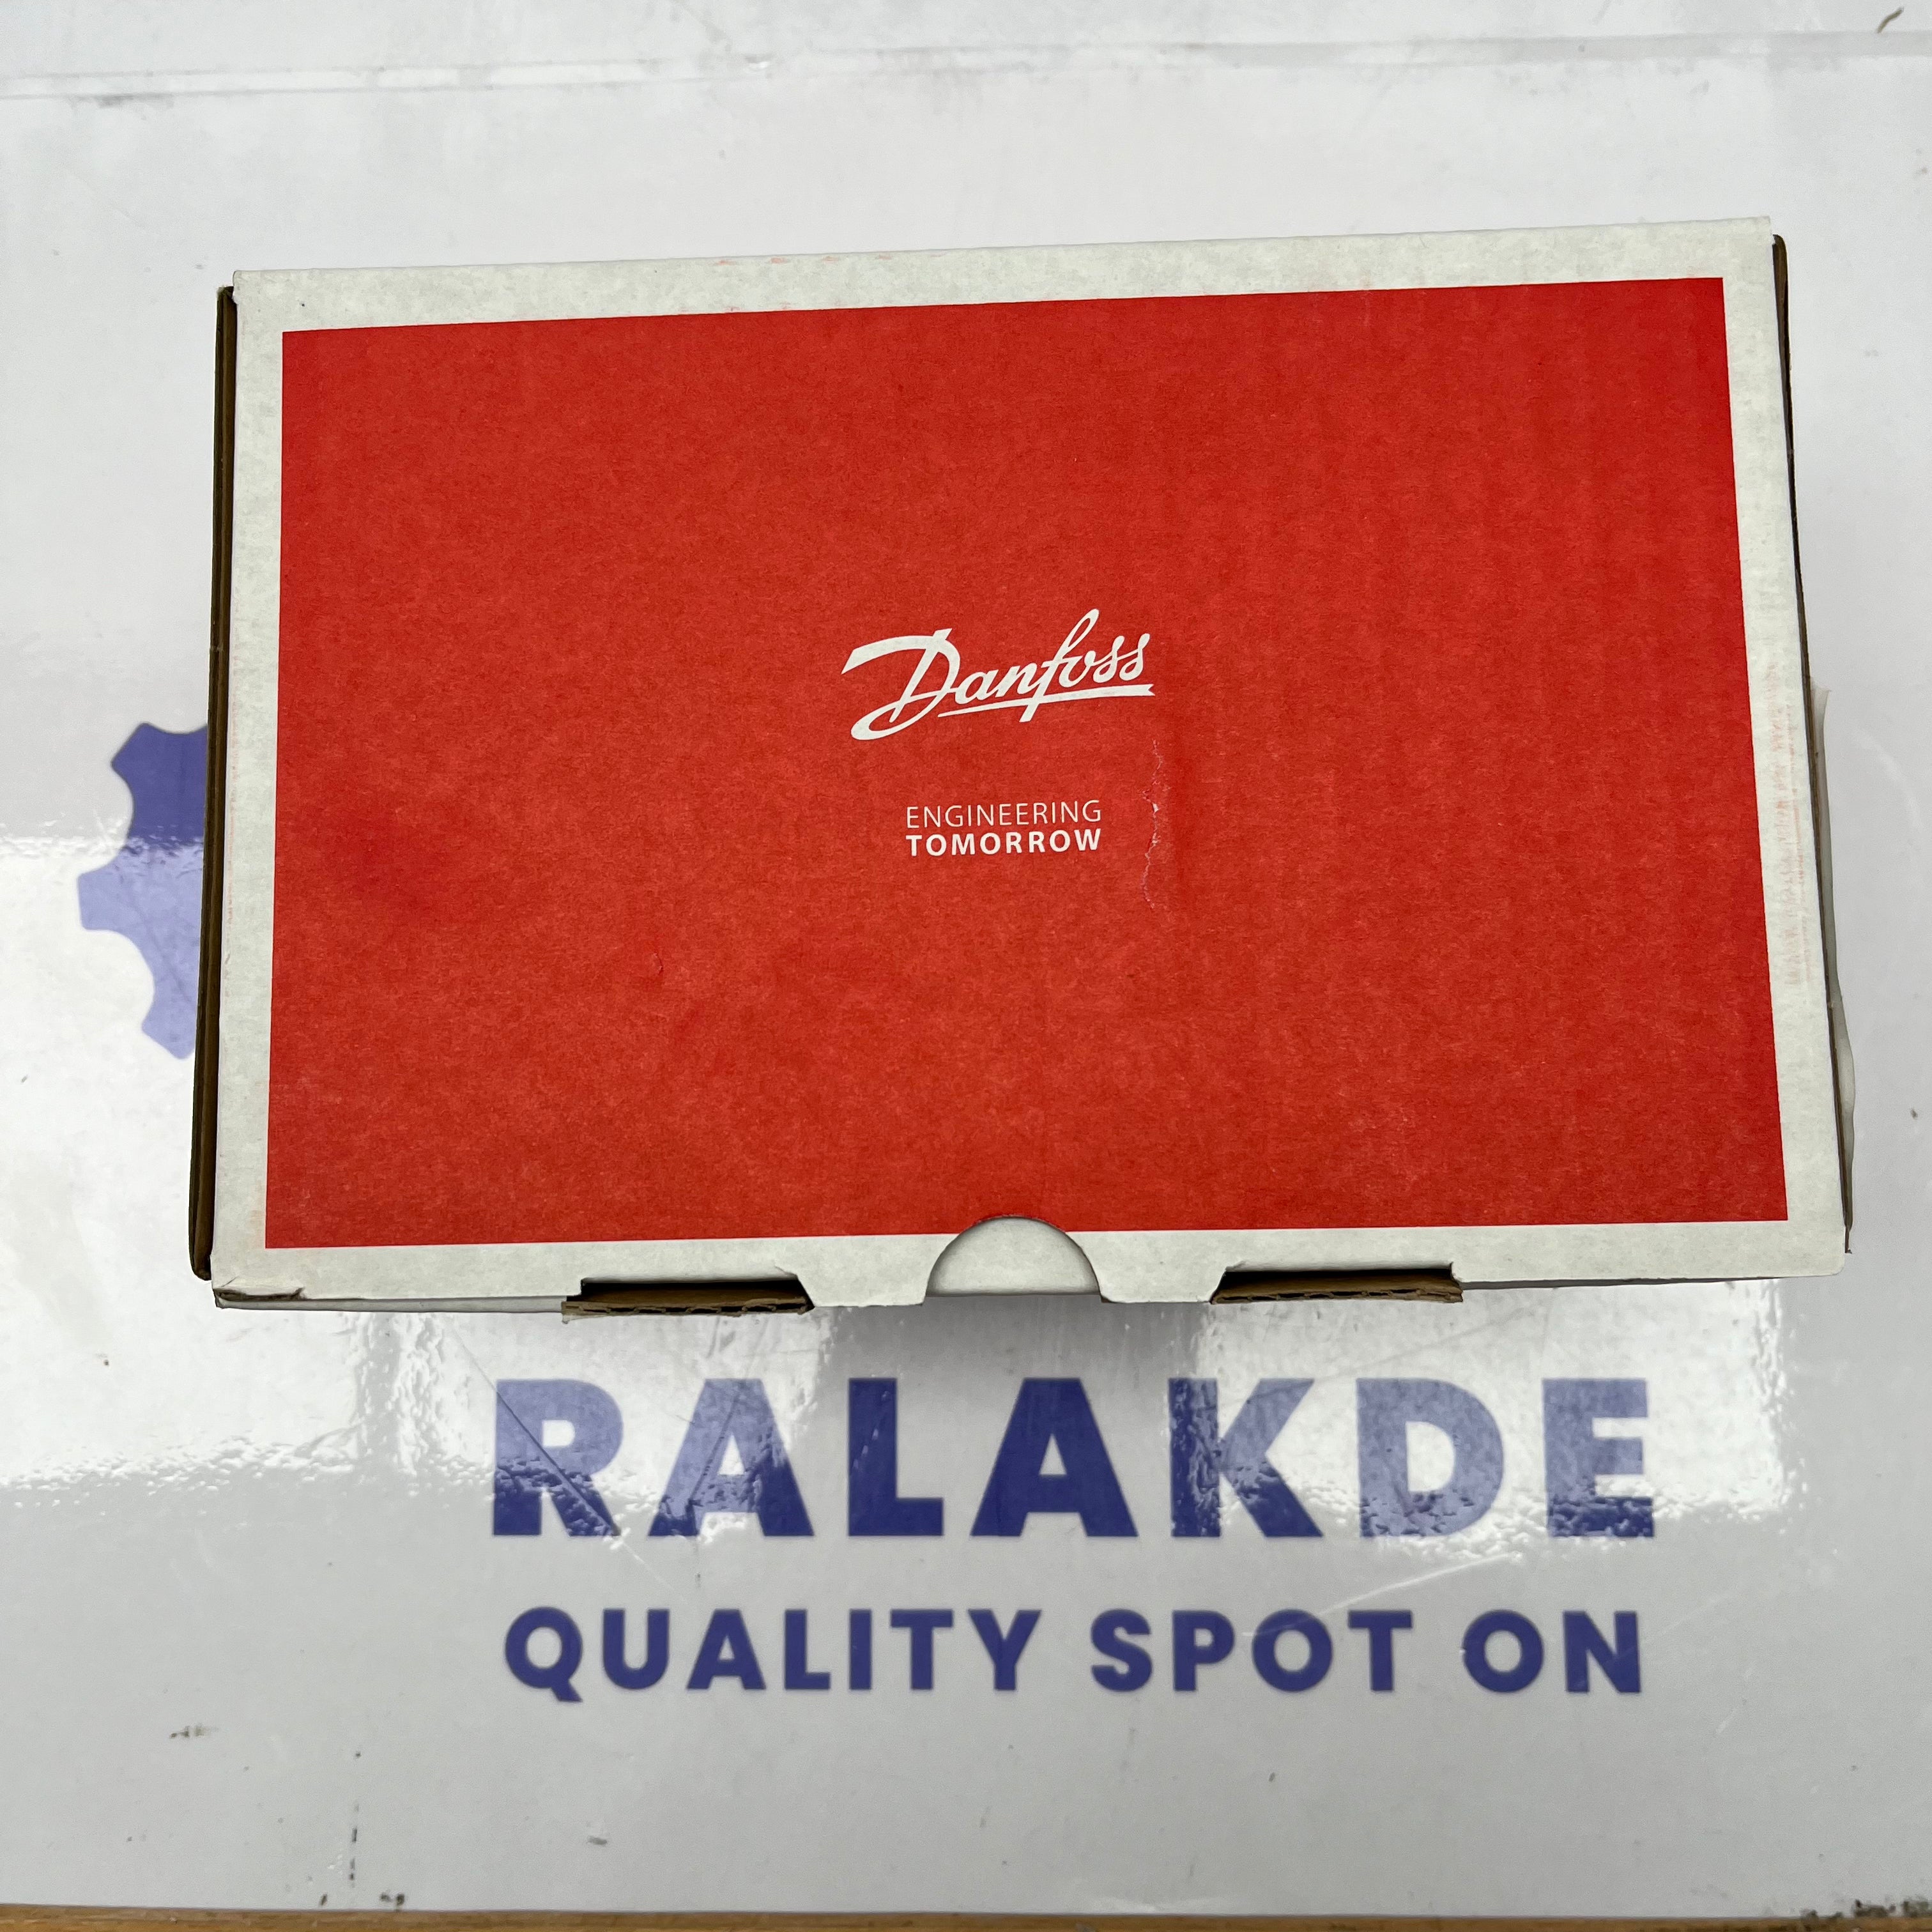 Danfoss
ENGINEERING
TOMORROW
RALAKDE
QUALITY SPOT ON